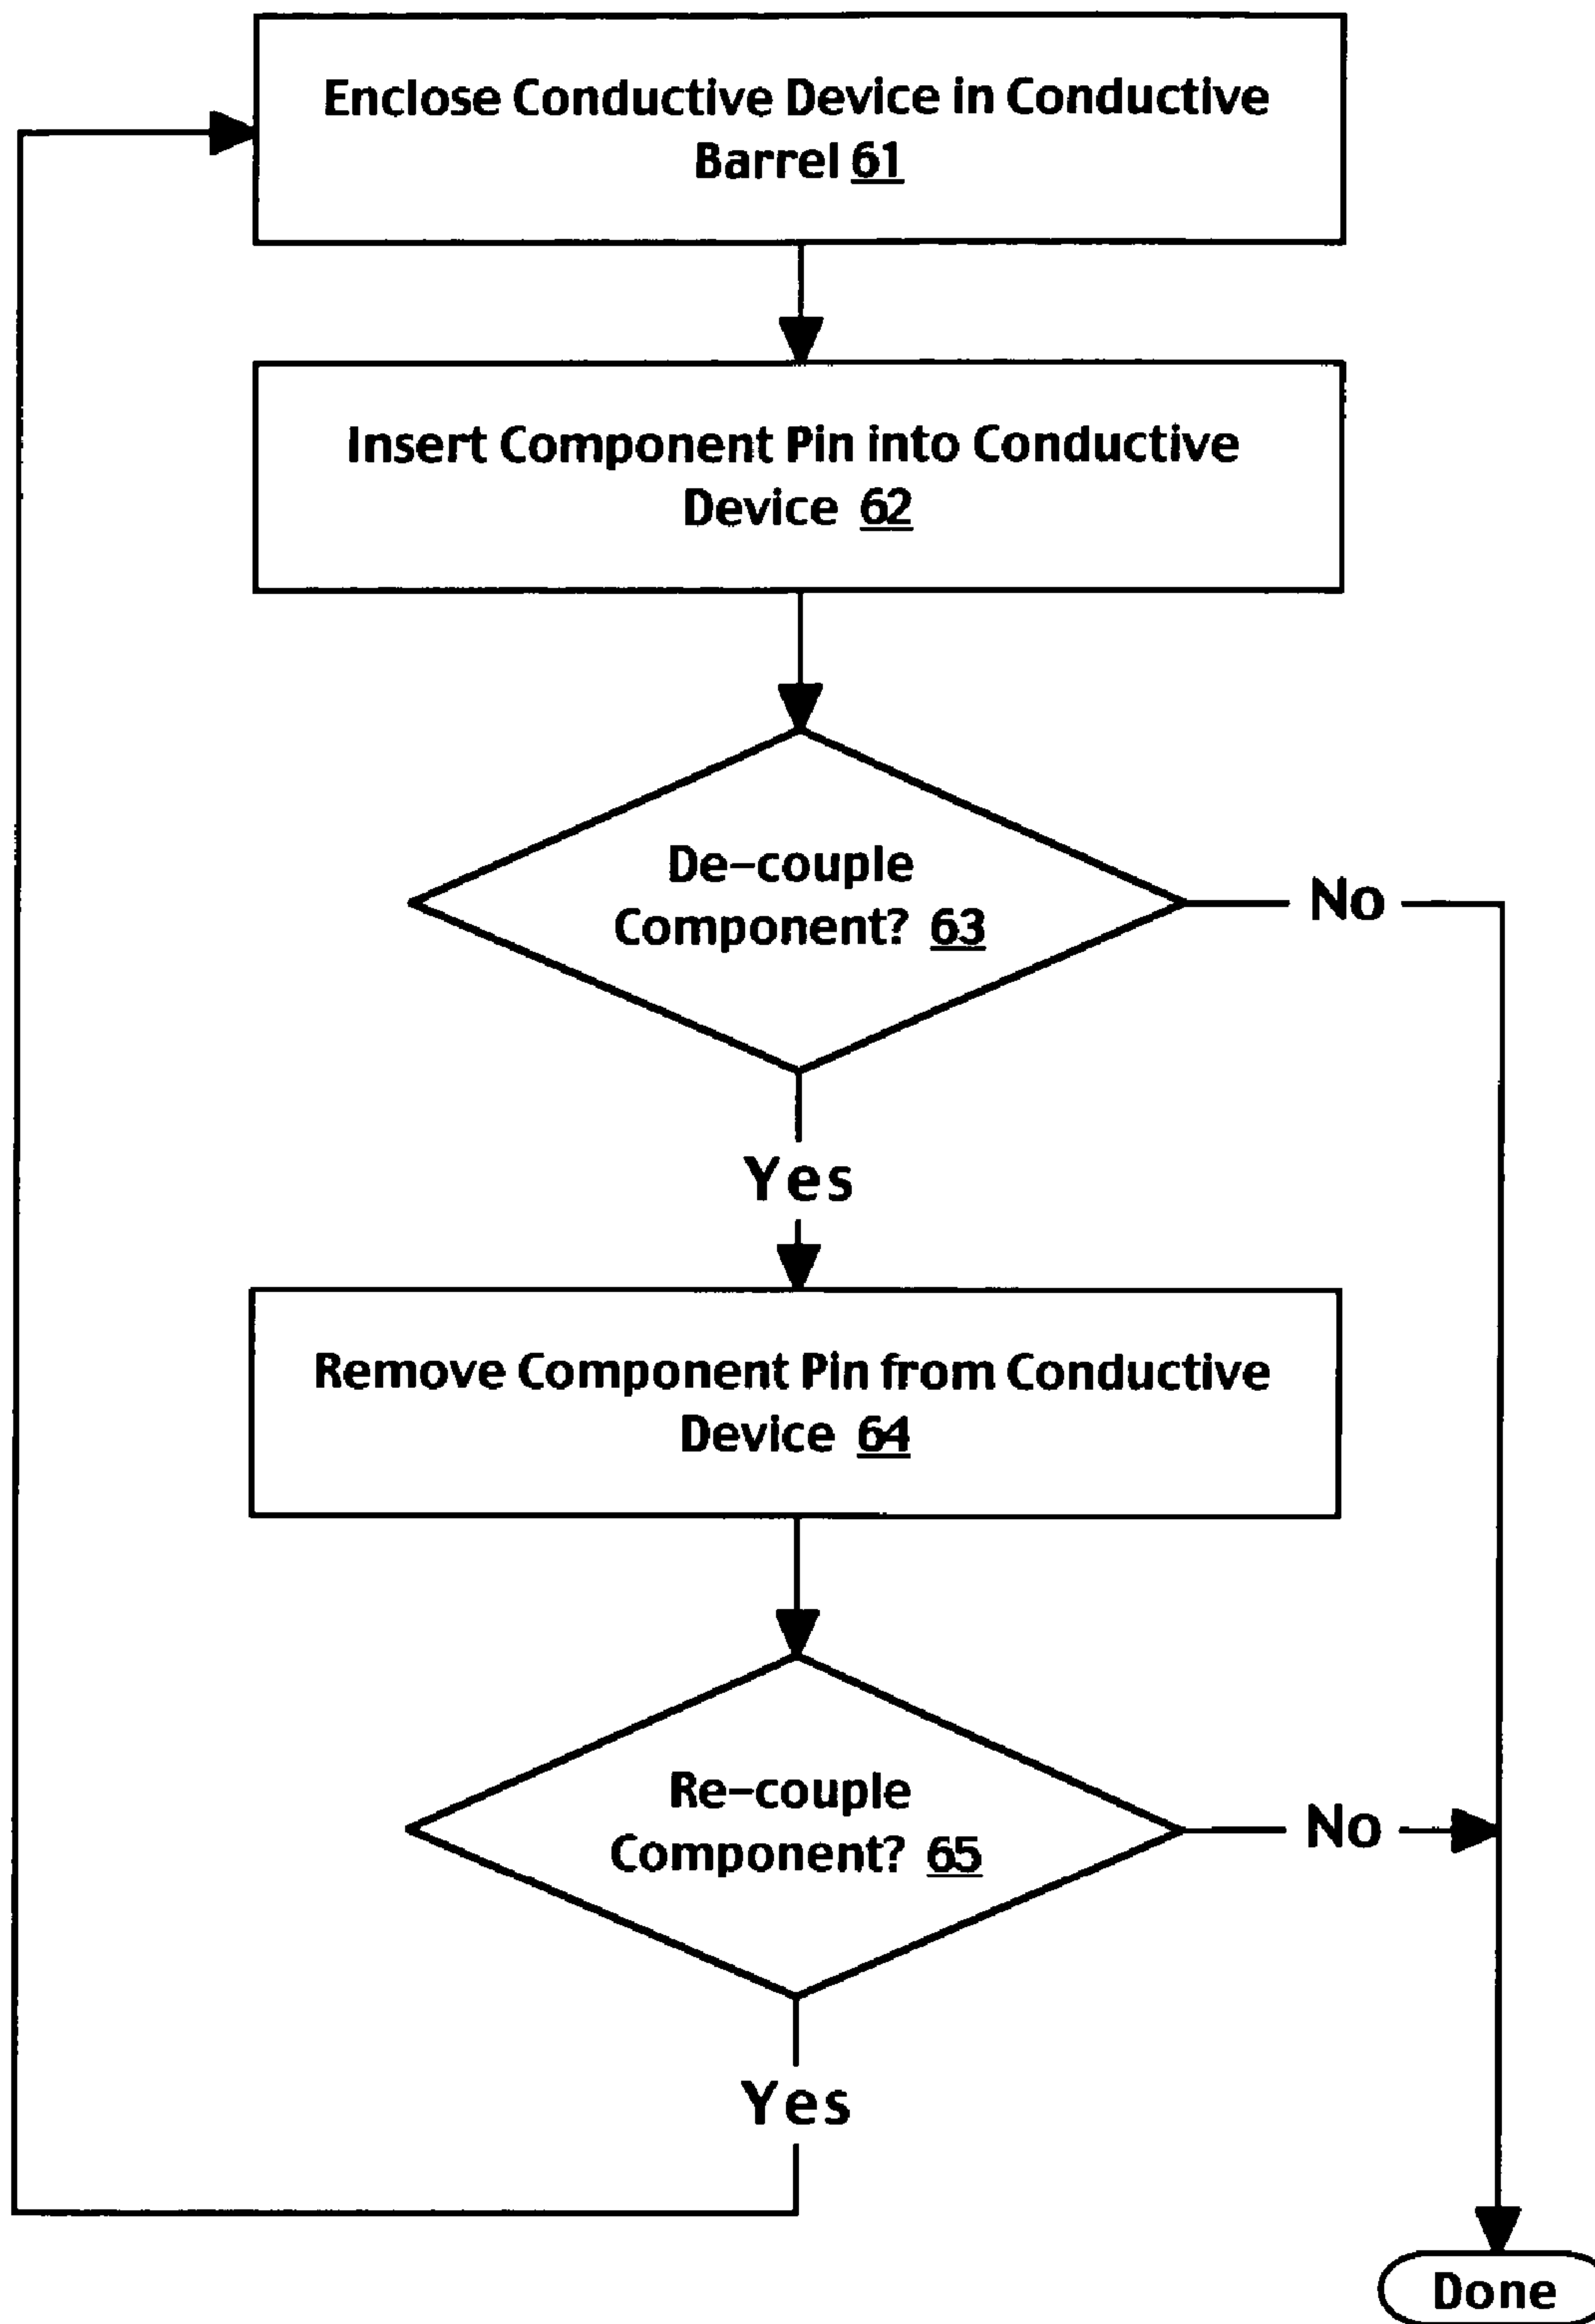 Enclose Conductive Device in Conductive
Barrel 61
Insert Component Pin into Conductive
Device 62
De-couple
Component? 63
No
Yes
Remove Component Pin from Conductive
Device 64
Re-couple
Component? 65
No
Yes
Done